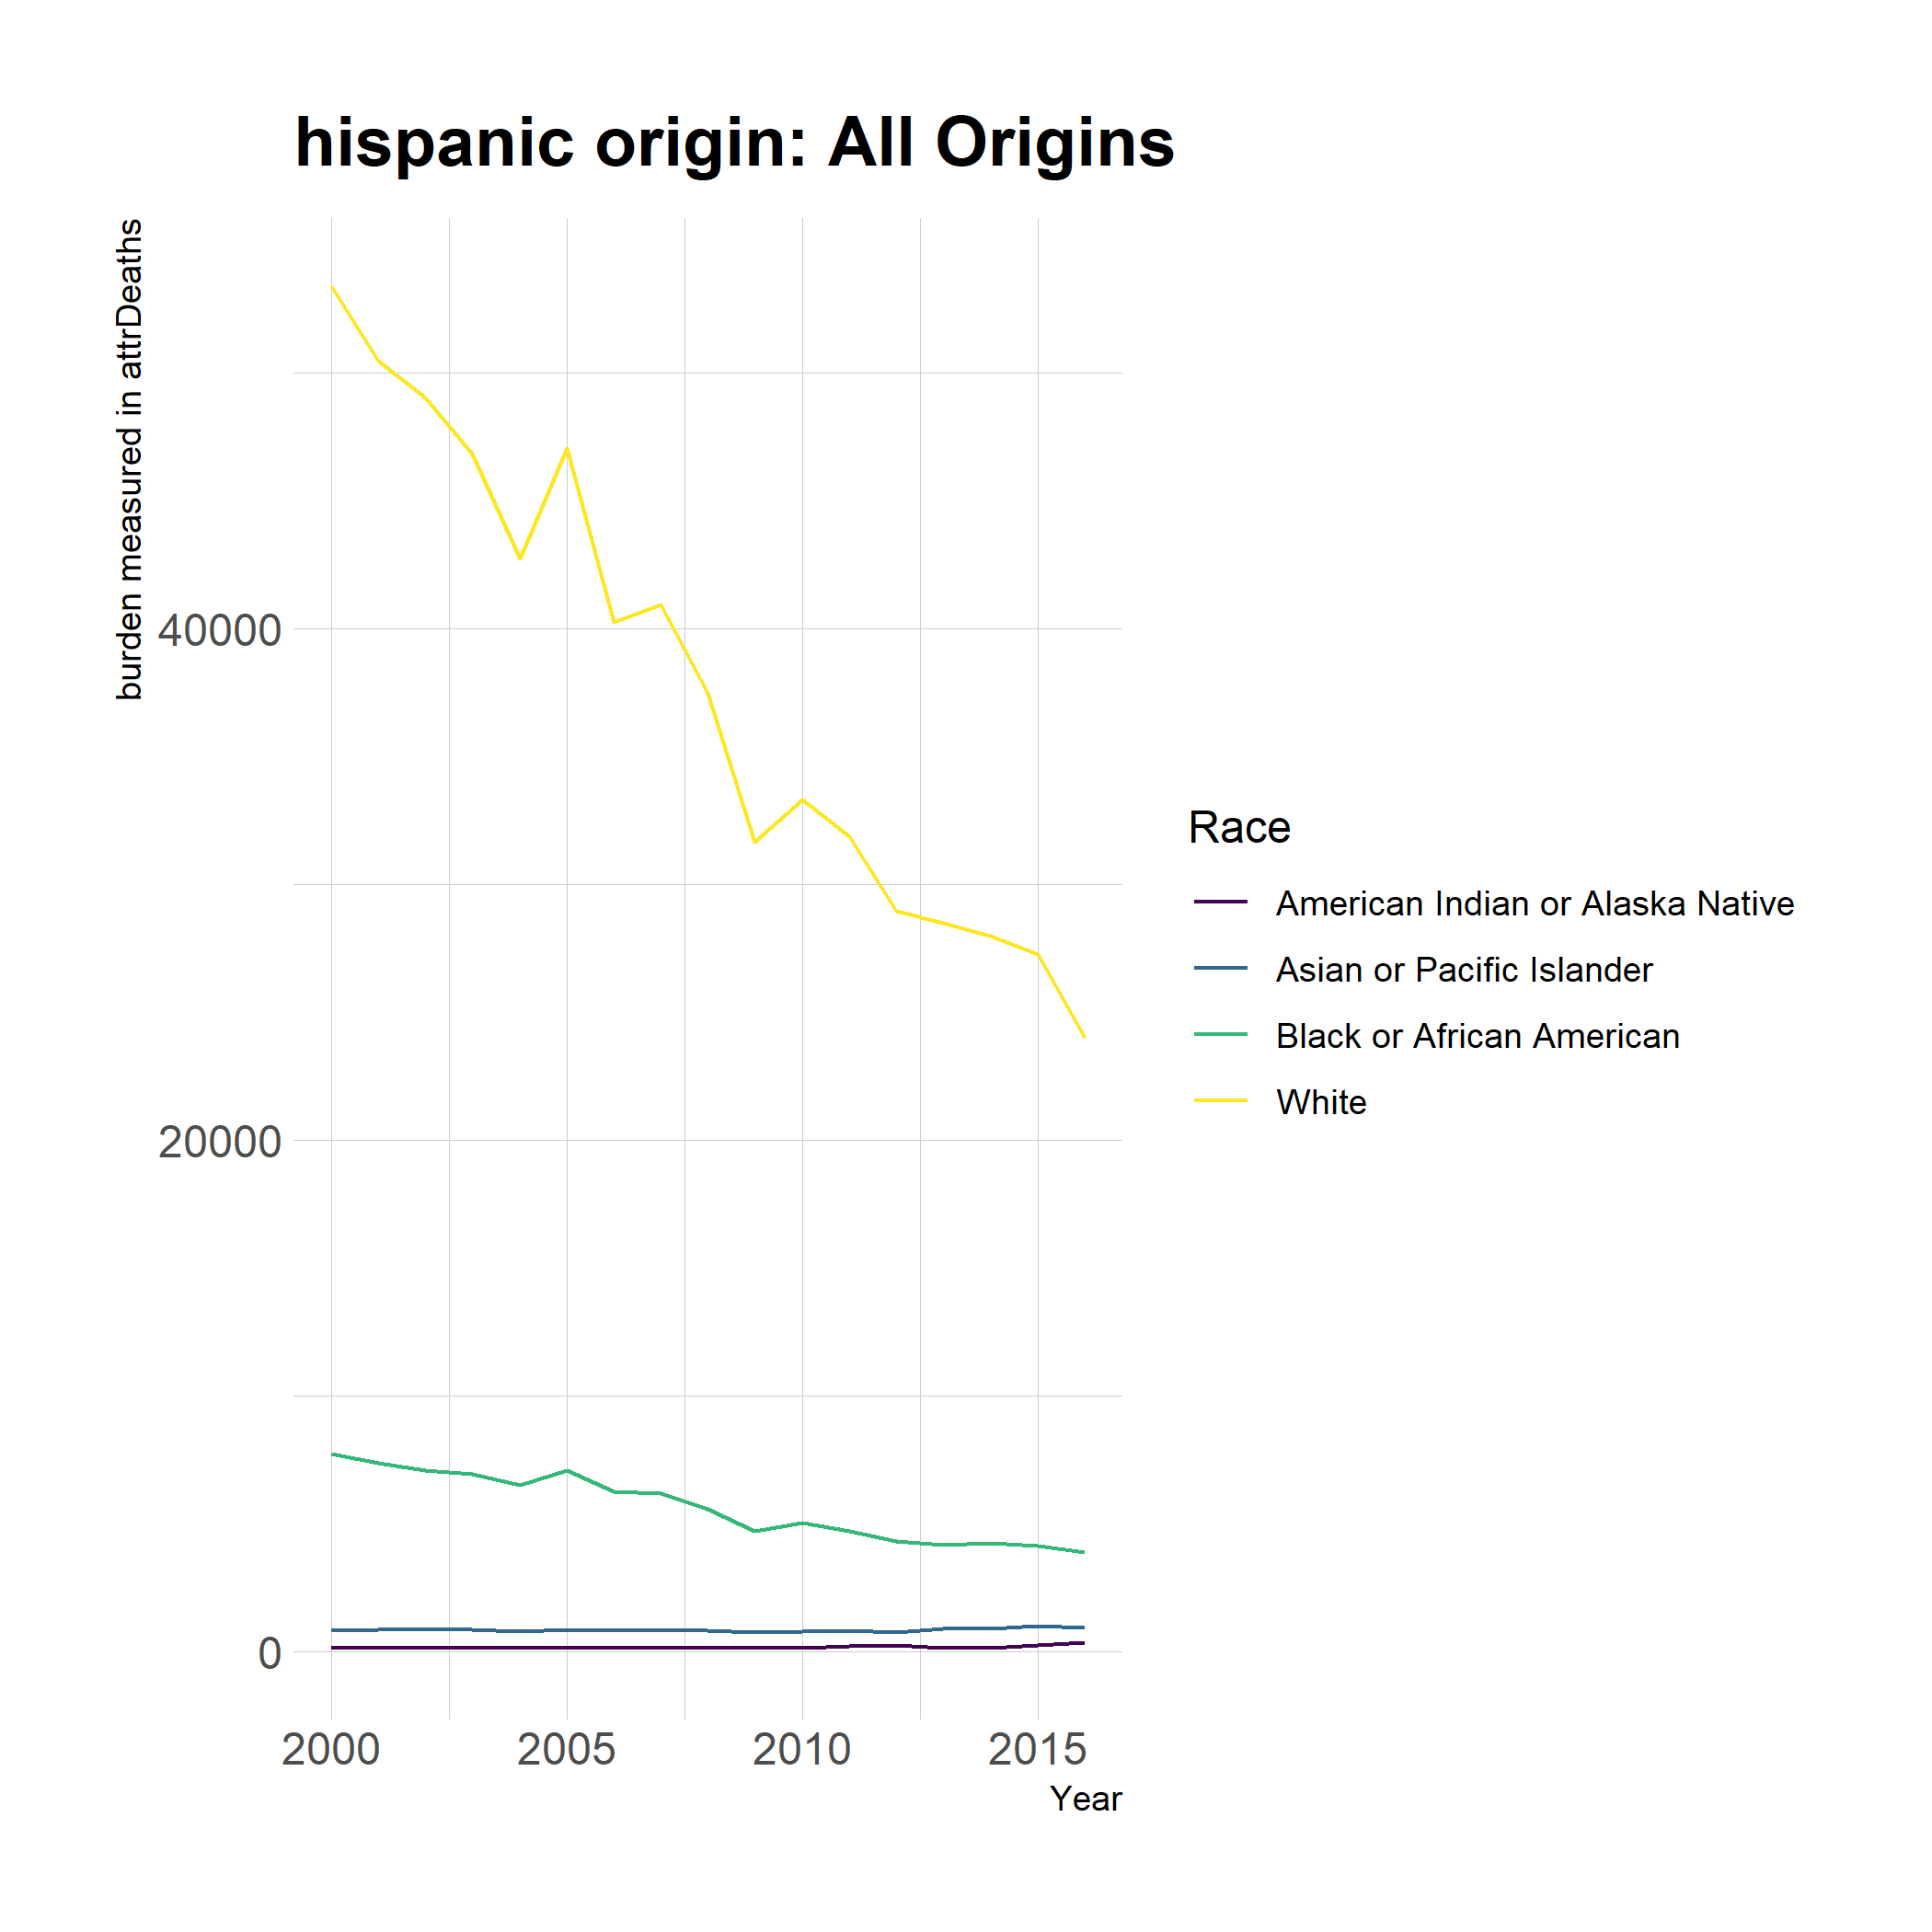 hispanic origin: All Origins
burden measured in attrDeaths
40000
20000
0
2000 2005 2010 2015
Year
Race
American Indian or Alaska Native
Asian or Pacific Islander
Black or African American
White